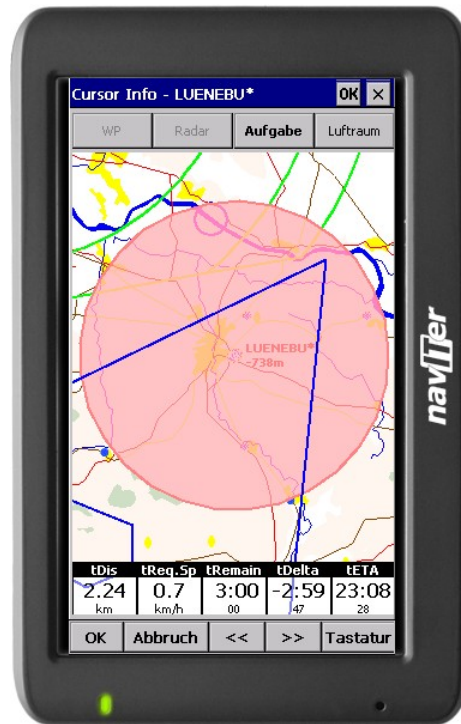 Cursor Info - LUENEBU* OK ×
WP Radar Aufgabe Luftraum
LUENEBU*
-738m
naviter
tDis tReq.Sp tRemain tDelta tETA
2.24 0.7 3:00 -2:59 23:08
km km/h 00 47 28
OK Abbruch << >> Tastatur